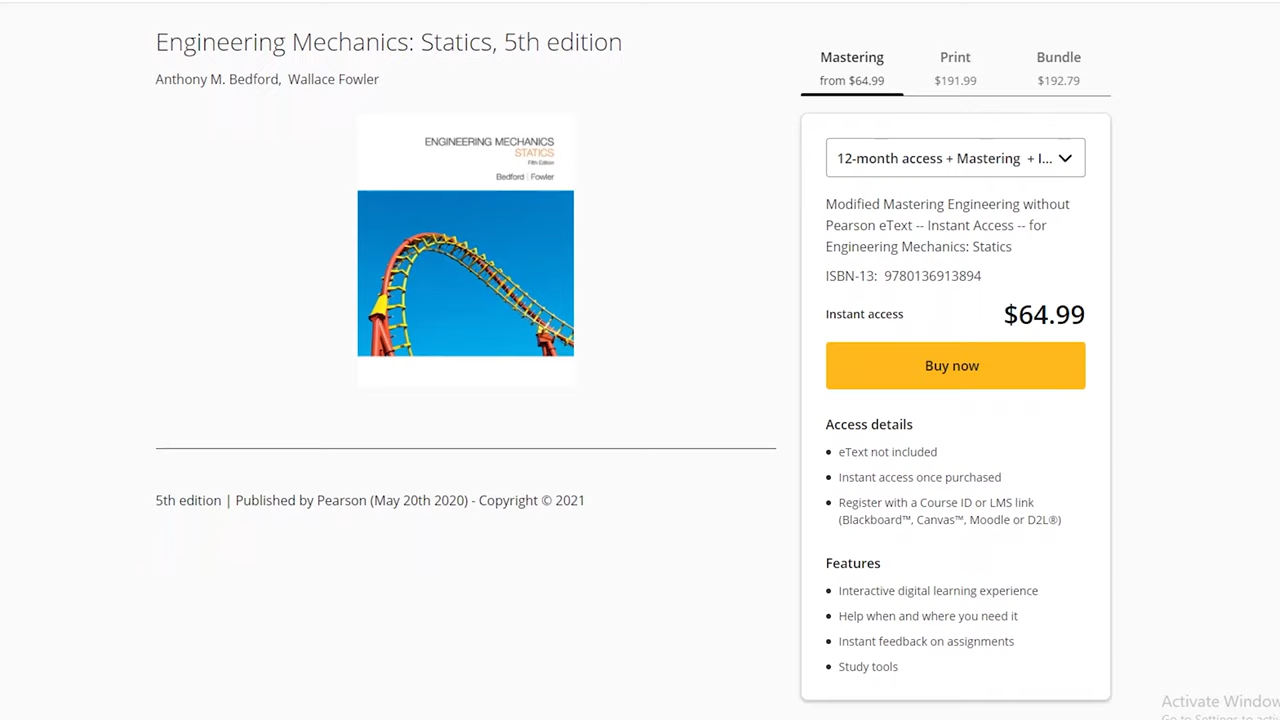 Engineering Mechanics: Statics, 5th edition
Anthony M. Bedford, Wallace Fowler
ENGINEERING MECHANICS
STATICS
Fifth Edition
Bedford | Fowler
5th edition | Published by Pearson (May 20th 2020) - Copyright © 2021
Mastering
from $64.99
Print
$191.99
Bundle
$192.79
12-month access + Mastering + I...
Modified Mastering Engineering without
Pearson eText -- Instant Access -- for
Engineering Mechanics: Statics
ISBN-13: 9780136913894
Instant access
$64.99
Buy now
Access details
eText not included
Instant access once purchased
Register with a Course ID or LMS link
(Blackboard™, Canvas™, Moodle or D2L®)
Features
Interactive digital learning experience
Help when and where you need it
Instant feedback on assignments
Study tools
Activate Window